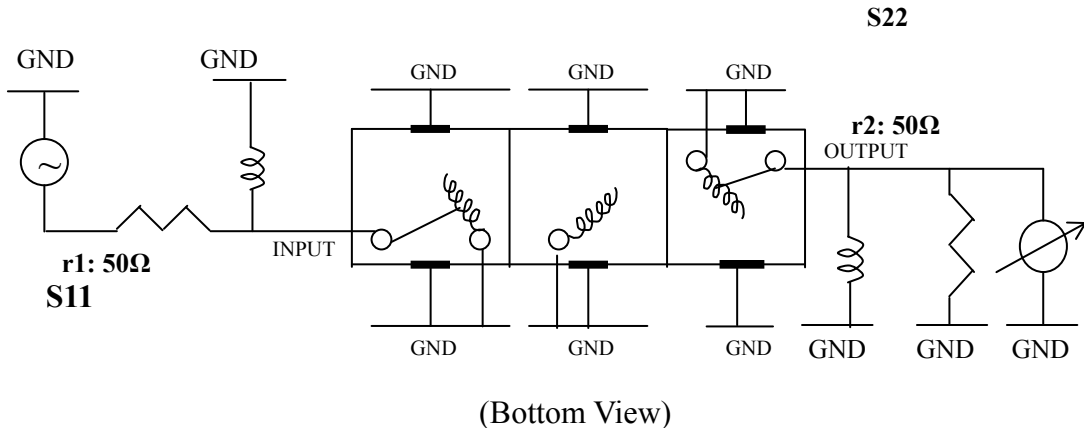 S22
GND
GND
GND
GND
GND
r2: 50Ω
OUTPUT
INPUT
r1: 50Ω
S11
GND
GND
GND
GND
GND
GND
(Bottom View)